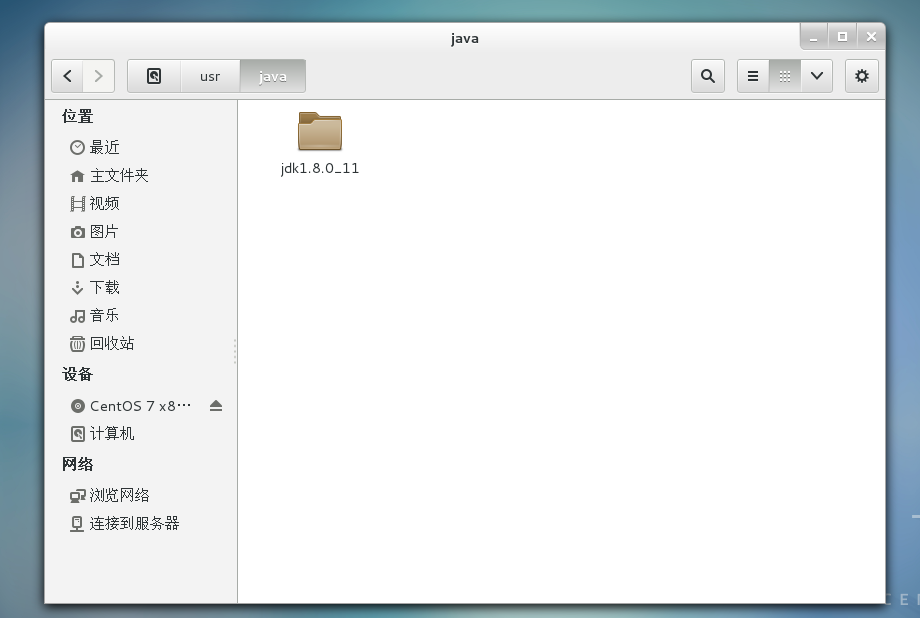 java
usr
java
位置
最近
主文件夹
视频
图片
文档
下载
音乐
回收站
设备
CentOS 7 x8…
计算机
网络
浏览网络
连接到服务器
jdk1.8.0_11
CEN